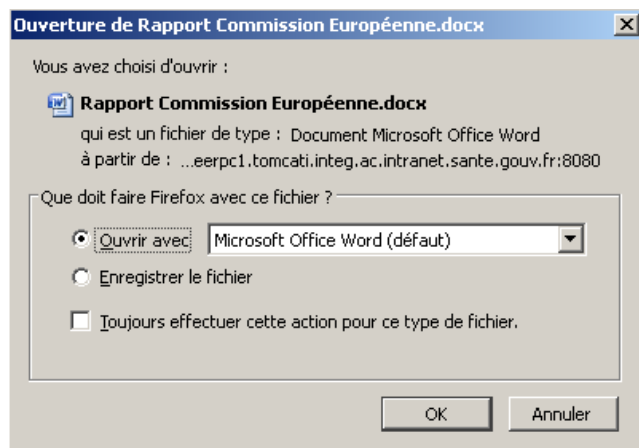 Ouverture de Rapport Commission Européenne.docx
Vous avez choisi d'ouvrir :
Rapport Commission Européenne.docx
qui est un fichier de type : Document Microsoft Office Word
à partir de : ...eerpc1.tomcati.integ.ac.intranet.sante.gouv.fr:8080
Que doit faire Firefox avec ce fichier ?
Ouvrir avec Microsoft Office Word (défaut)
Enregistrer le fichier
Toujours effectuer cette action pour ce type de fichier.
OK Annuler